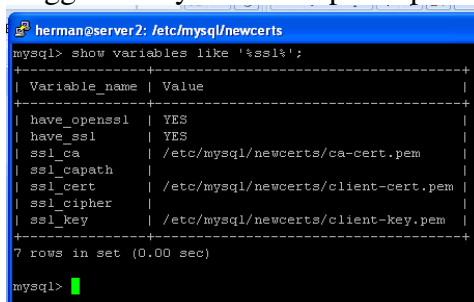 herman@server2: /etc/mysql/newcerts
mysql> show variables like '%ssl%';
+---------------+-------------------------------------+
| Variable_name | Value                               |
+---------------+-------------------------------------+
| have_openssl  | YES                                 |
| have_ssl      | YES                                 |
| ssl_ca        | /etc/mysql/newcerts/ca-cert.pem     |
| ssl_capath    |                                     |
| ssl_cert      | /etc/mysql/newcerts/client-cert.pem |
| ssl_cipher    |                                     |
| ssl_key       | /etc/mysql/newcerts/client-key.pem  |
+---------------+-------------------------------------+
7 rows in set (0.00 sec)
mysql>